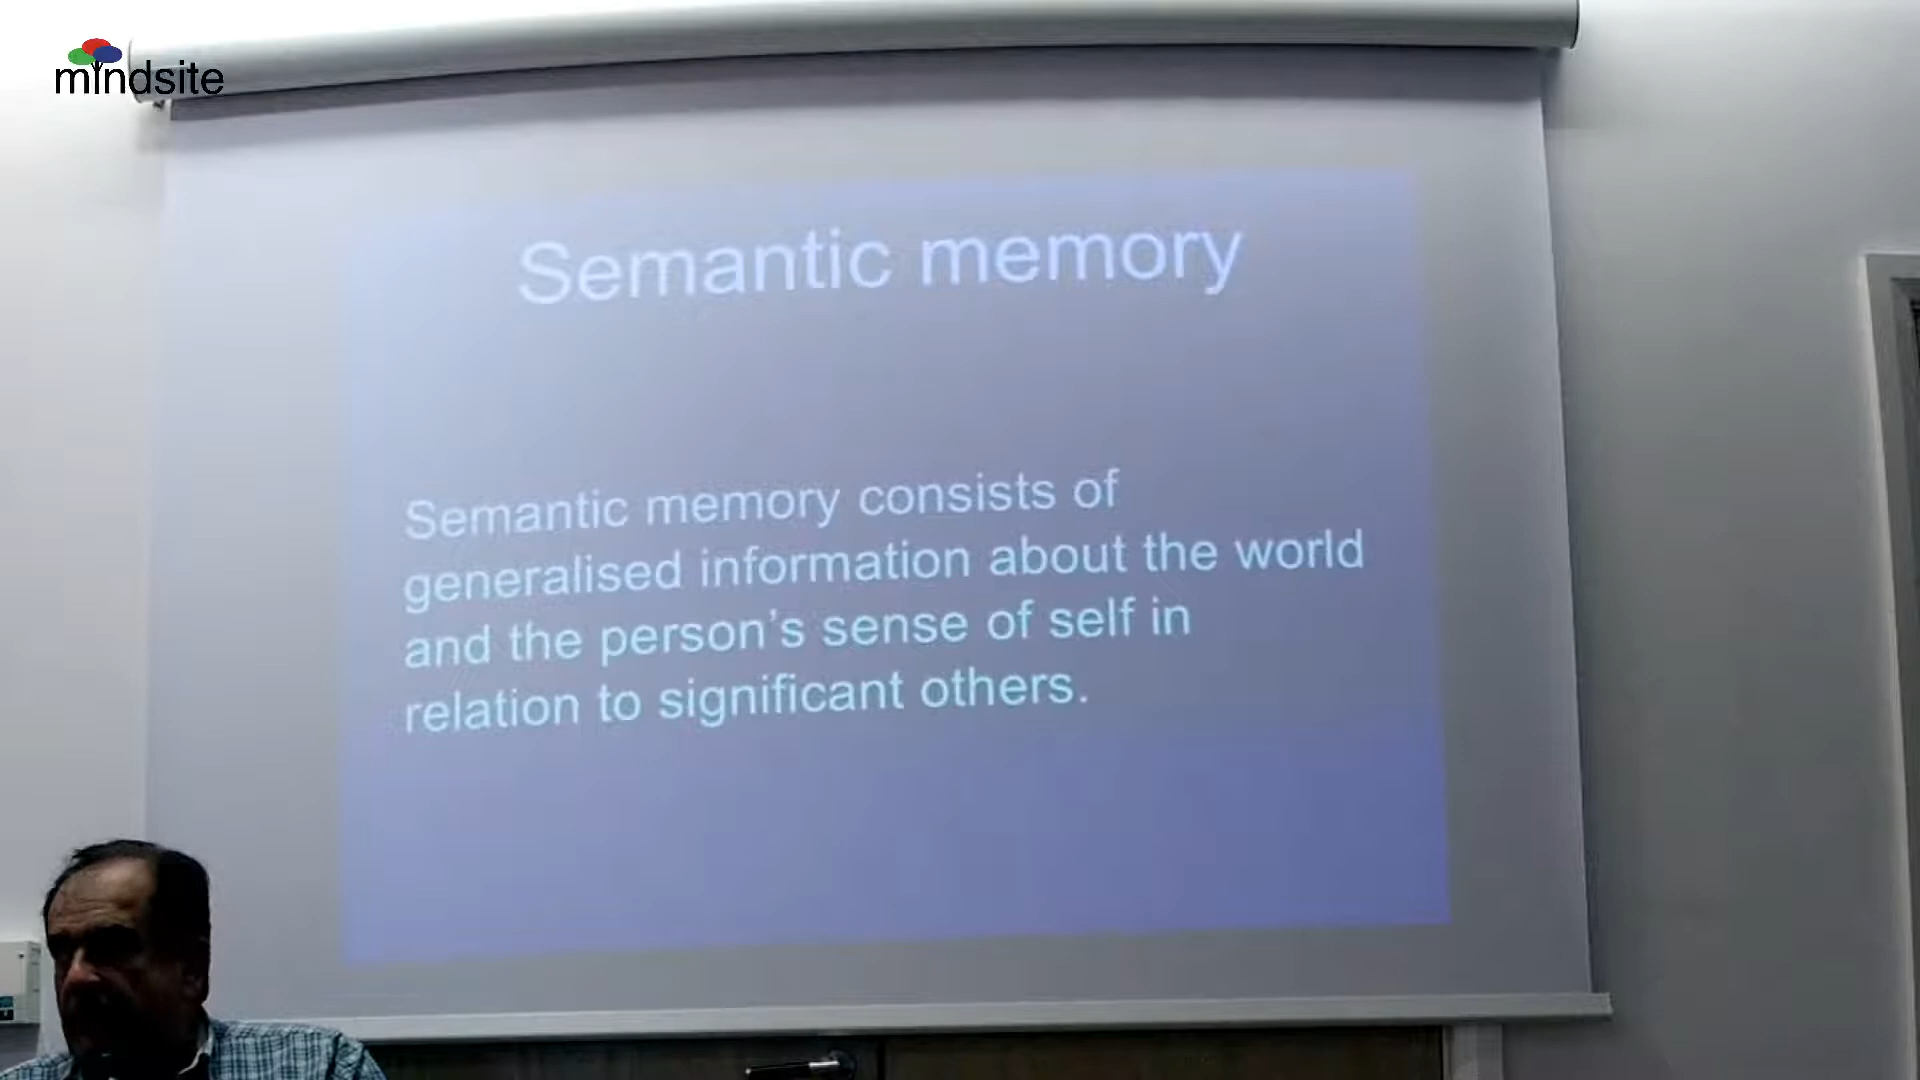 mindsite
Semantic memory
Semantic memory consists of
generalised information about the world
and the person's sense of self in
relation to significant others.